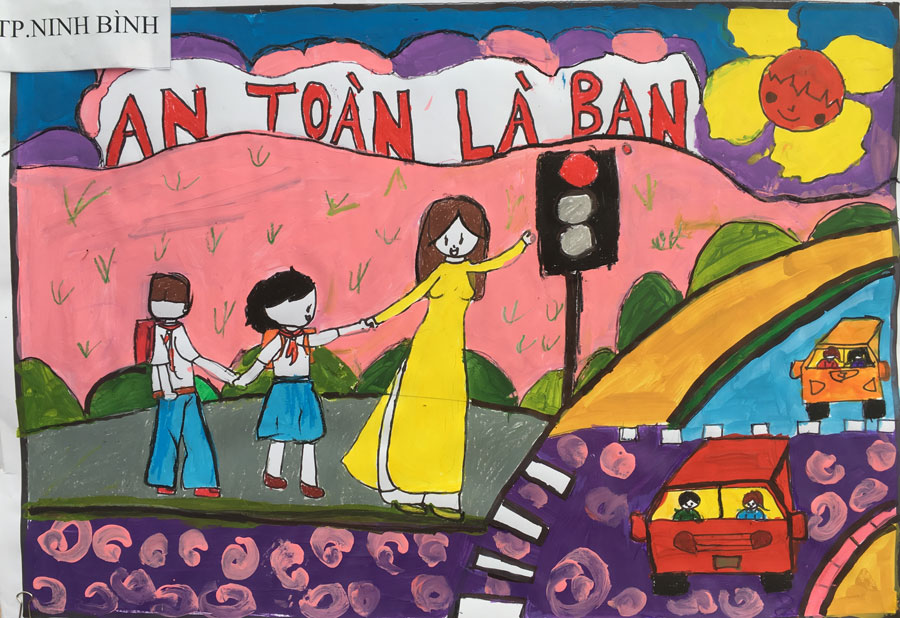 TP.NINH BÌNH
AN TOÀN LÀ BẠN